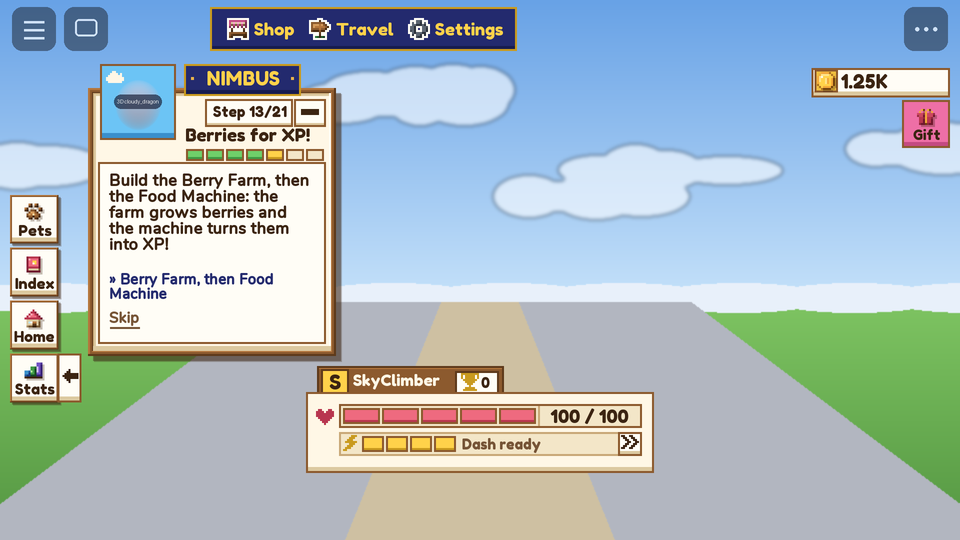 Shop
Travel
Settings
NIMBUS
3D cloudy_dragon
Step 13/21
Berries for XP!
Build the Berry Farm, then
the Food Machine: the
farm grows berries and
the machine turns them
into XP!
» Berry Farm, then Food
Machine
Skip
1.25K
Gift
Pets
Index
Home
Stats
S
SkyClimber
0
100 / 100
Dash ready